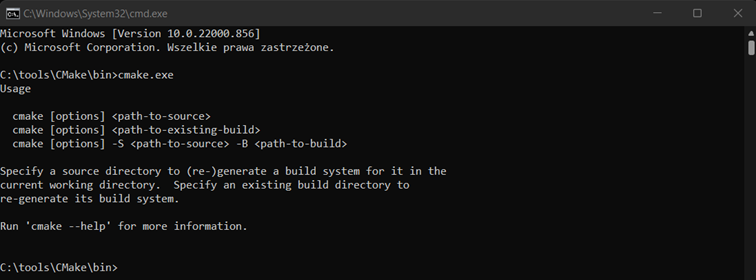 C:\Windows\System32\cmd.exe
Microsoft Windows [Version 10.0.22000.856]
(c) Microsoft Corporation. Wszelkie prawa zastrzeżone.
C:\tools\CMake\bin>cmake.exe
Usage
cmake [options] <path-to-source>
cmake [options] <path-to-existing-build>
cmake [options] -S <path-to-source> -B <path-to-build>
Specify a source directory to (re-)generate a build system for it in the
current working directory.  Specify an existing build directory to
re-generate its build system.
Run 'cmake --help' for more information.
C:\tools\CMake\bin>